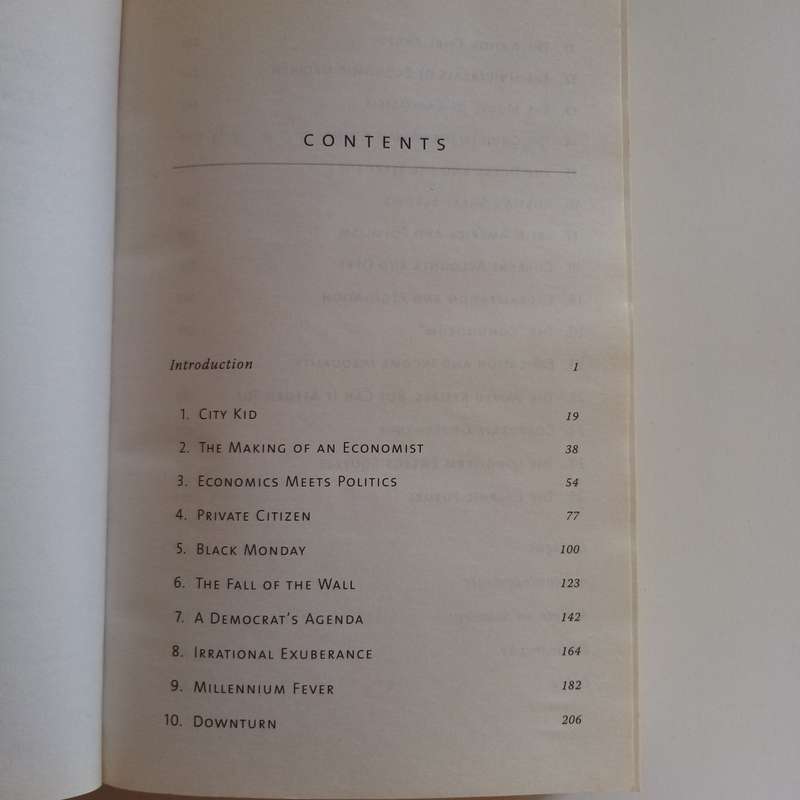 CONTENTS
Introduction 1
1. CITY KID 19
2. THE MAKING OF AN ECONOMIST 38
3. ECONOMICS MEETS POLITICS 54
4. PRIVATE CITIZEN 77
5. BLACK MONDAY 100
6. THE FALL OF THE WALL 123
7. A DEMOCRAT'S AGENDA 142
8. IRRATIONAL EXUBERANCE 164
9. MILLENNIUM FEVER 182
10. DOWNTURN 206